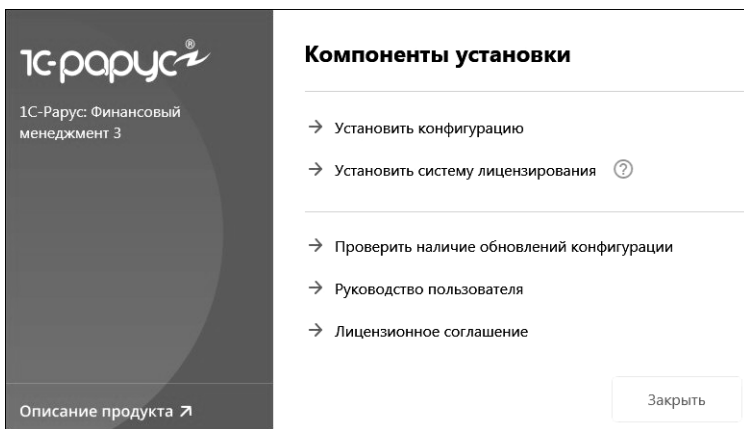 1С-рарус®
1С-Рарус: Финансовый
менеджмент 3
Описание продукта
Компоненты установки
Установить конфигурацию
Установить систему лицензирования ?
Проверить наличие обновлений конфигурации
Руководство пользователя
Лицензионное соглашение
Закрыть